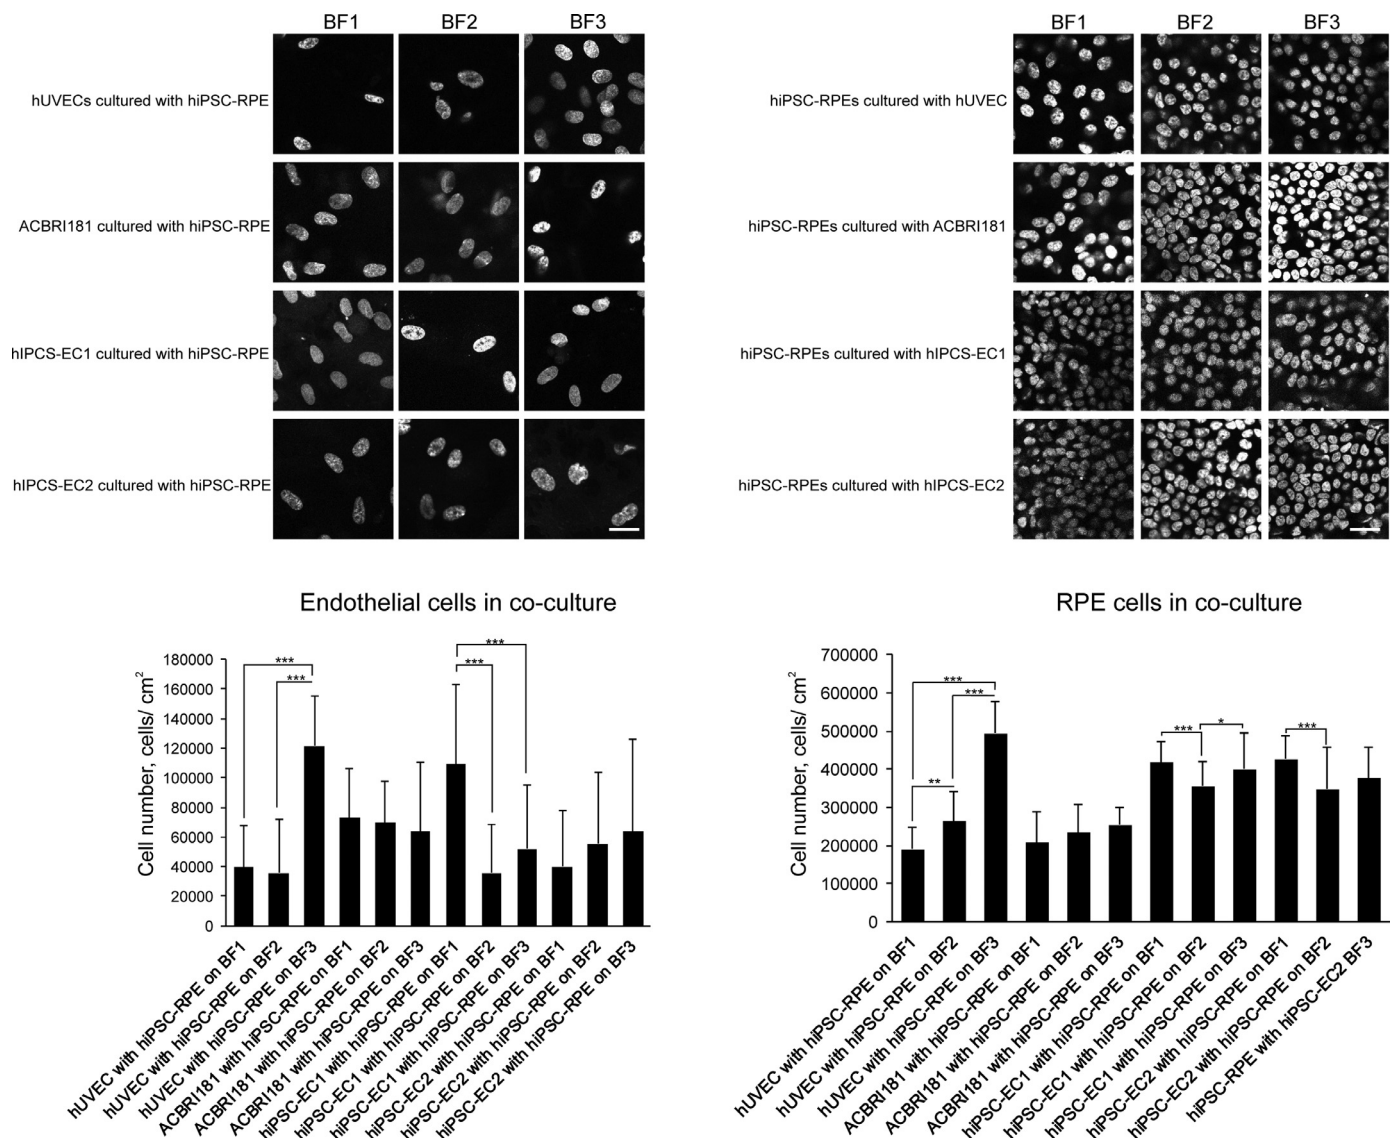 BF1 BF2 BF3
hUVECs cultured with hiPSC-RPE
ACBRI181 cultured with hiPSC-RPE
hIPCS-EC1 cultured with hiPSC-RPE
hIPCS-EC2 cultured with hiPSC-RPE
BF1 BF2 BF3
hiPSC-RPEs cultured with hUVEC
hiPSC-RPEs cultured with ACBRI181
hiPSC-RPEs cultured with hIPCS-EC1
hiPSC-RPEs cultured with hIPCS-EC2
Endothelial cells in co-culture
Cell number, cells/ cm²
180000
160000
140000
120000
100000
80000
60000
40000
20000
0
***
***
***
***
hUVEC with hiPSC-RPE on BF1
hUVEC with hiPSC-RPE on BF2
hUVEC with hiPSC-RPE on BF3
ACBRI181 with hiPSC-RPE on BF1
ACBRI181 with hiPSC-RPE on BF2
ACBRI181 with hiPSC-RPE on BF3
hiPSC-EC1 with hiPSC-RPE on BF1
hiPSC-EC1 with hiPSC-RPE on BF2
hiPSC-EC1 with hiPSC-RPE on BF3
hiPSC-EC2 with hiPSC-RPE on BF1
hiPSC-EC2 with hiPSC-RPE on BF2
hiPSC-EC2 with hiPSC-RPE on BF3
RPE cells in co-culture
Cell number, cells/ cm²
700000
600000
500000
400000
300000
200000
100000
0
***
***
**
***
*
***
hUVEC with hiPSC-RPE on BF1
hUVEC with hiPSC-RPE on BF2
hUVEC with hiPSC-RPE on BF3
ACBRI181 with hiPSC-RPE on BF1
ACBRI181 with hiPSC-RPE on BF2
ACBRI181 with hiPSC-RPE on BF3
hiPSC-EC1 with hiPSC-RPE on BF1
hiPSC-EC1 with hiPSC-RPE on BF2
hiPSC-EC1 with hiPSC-RPE on BF3
hiPSC-EC2 with hiPSC-RPE on BF1
hiPSC-EC2 with hiPSC-RPE on BF2
hiPSC-RPE with hiPSC-EC2 BF3